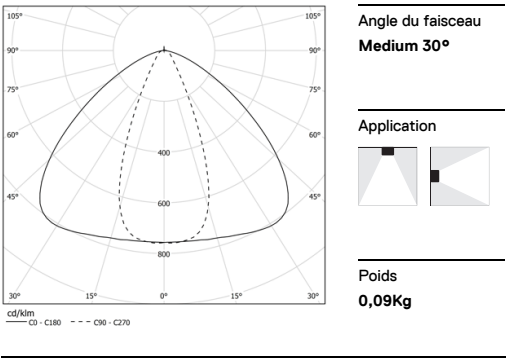 105° 105°
90° 90°
75° 75°
60° 60°
400
45° 45°
600
800
30° 15° 0° 15° 30°
cd/klm
C0 - C180 C90 - C270
Angle du faisceau
Medium 30°
Application
Poids
0,09Kg